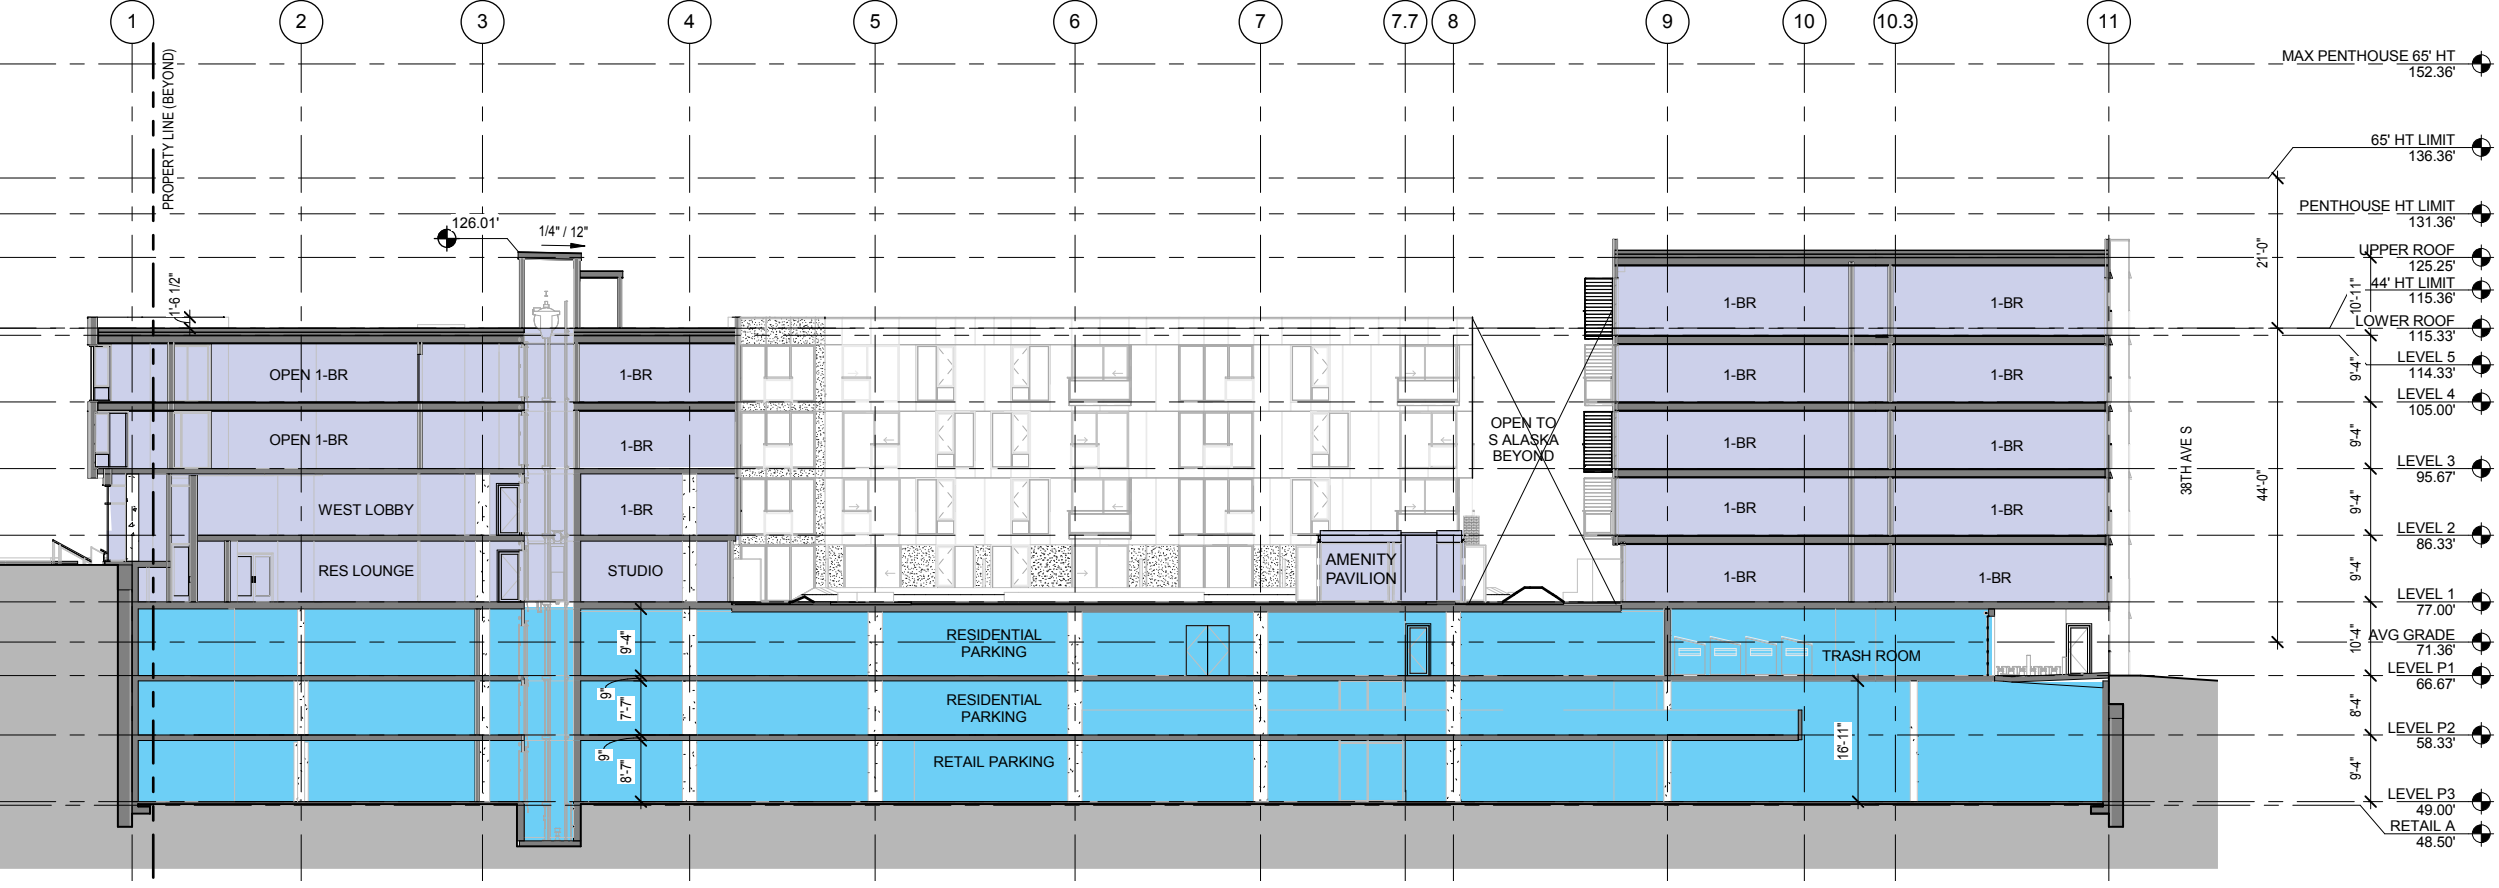 1
2
3
4
5
6
7
7.7
8
9
10
10.3
11
PROPERTY LINE (BEYOND)
MAX PENTHOUSE 65' HT
152.36'
65' HT LIMIT
136.36'
PENTHOUSE HT LIMIT
131.36'
UPPER ROOF
125.25'
44' HT LIMIT
115.36'
LOWER ROOF
115.33'
LEVEL 5
114.33'
LEVEL 4
105.00'
LEVEL 3
95.67'
LEVEL 2
86.33'
LEVEL 1
77.00'
AVG GRADE
71.36'
LEVEL P1
66.67'
LEVEL P2
58.33'
LEVEL P3
49.00'
RETAIL A
48.50'
21'-0"
44'-0"
10'-11"
9'-4"
9'-4"
9'-4"
9'-4"
10'-4"
8'-4"
9'-4"
38TH AVE S
126.01'
1/4" / 12"
1'-6 1/2"
OPEN 1-BR
1-BR
OPEN 1-BR
1-BR
WEST LOBBY
1-BR
RES LOUNGE
STUDIO
OPEN TO
S ALASKA
BEYOND
AMENITY
PAVILION
1-BR
1-BR
1-BR
1-BR
1-BR
1-BR
1-BR
1-BR
1-BR
1-BR
RESIDENTIAL
PARKING
TRASH ROOM
RESIDENTIAL
PARKING
RETAIL PARKING
9'-4"
9"
7'-7"
9"
8'-7"
16'-11"